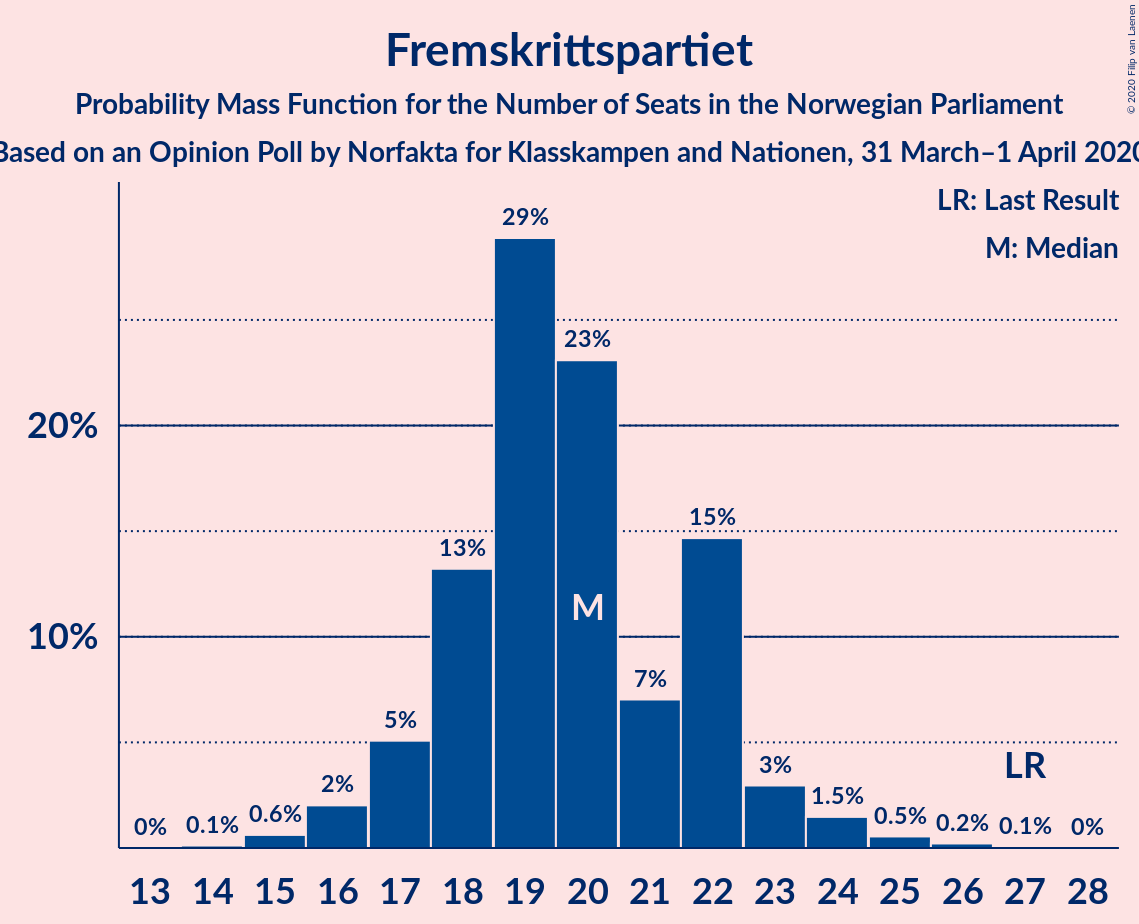 Fremskrittspartiet
Probability Mass Function for the Number of Seats in the Norwegian Parliament
Based on an Opinion Poll by Norfakta for Klasskampen and Nationen, 31 March–1 April 2020
© 2020 Filip van Laenen
LR: Last Result
M: Median
20%
10%
0%
0.1%
0.6%
2%
5%
13%
29%
23%
7%
15%
3%
1.5%
0.5%
0.2%
0.1%
0%
M
LR
13 14 15 16 17 18 19 20 21 22 23 24 25 26 27 28